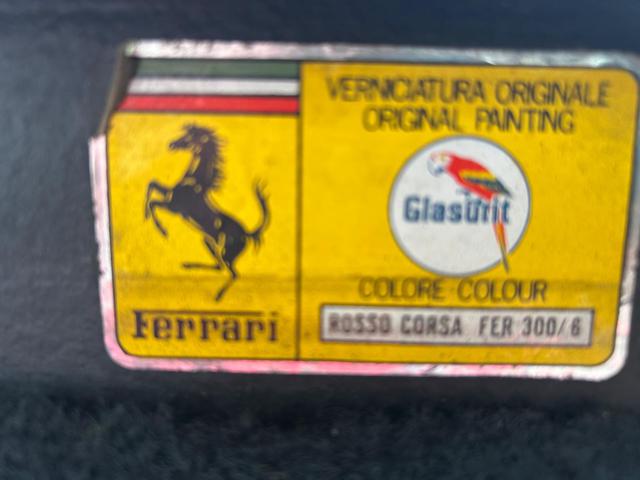 VERNICIATURA ORIGINALE
ORIGINAL PAINTING
Glasurit
COLORE COLOUR
ROSSO CORSA FER 300/6
Ferrari